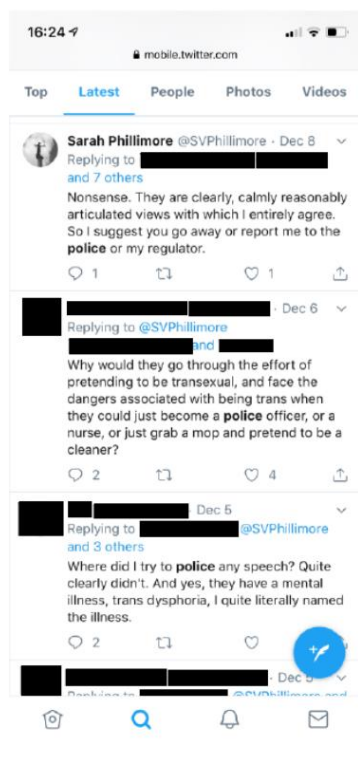 16:24
mobile.twitter.com
Top Latest People Photos Videos
Sarah Phillimore @SVPhillimore · Dec 8
Replying to
and 7 others
Nonsense. They are clearly, calmly reasonably
articulated views with which I entirely agree.
So I suggest you go away or report me to the
police or my regulator.
1 1
· Dec 6
Replying to @SVPhillimore
and
Why would they go through the effort of
pretending to be transexual, and face the
dangers associated with being trans when
they could just become a police officer, or a
nurse, or just grab a mop and pretend to be a
cleaner?
2 4
Dec 5
Replying to @SVPhillimore
and 3 others
Where did I try to police any speech? Quite
clearly didn't. And yes, they have a mental
illness, trans dysphoria, I quite literally named
the illness.
2
· Dec
Replying to @SVPhillimore and